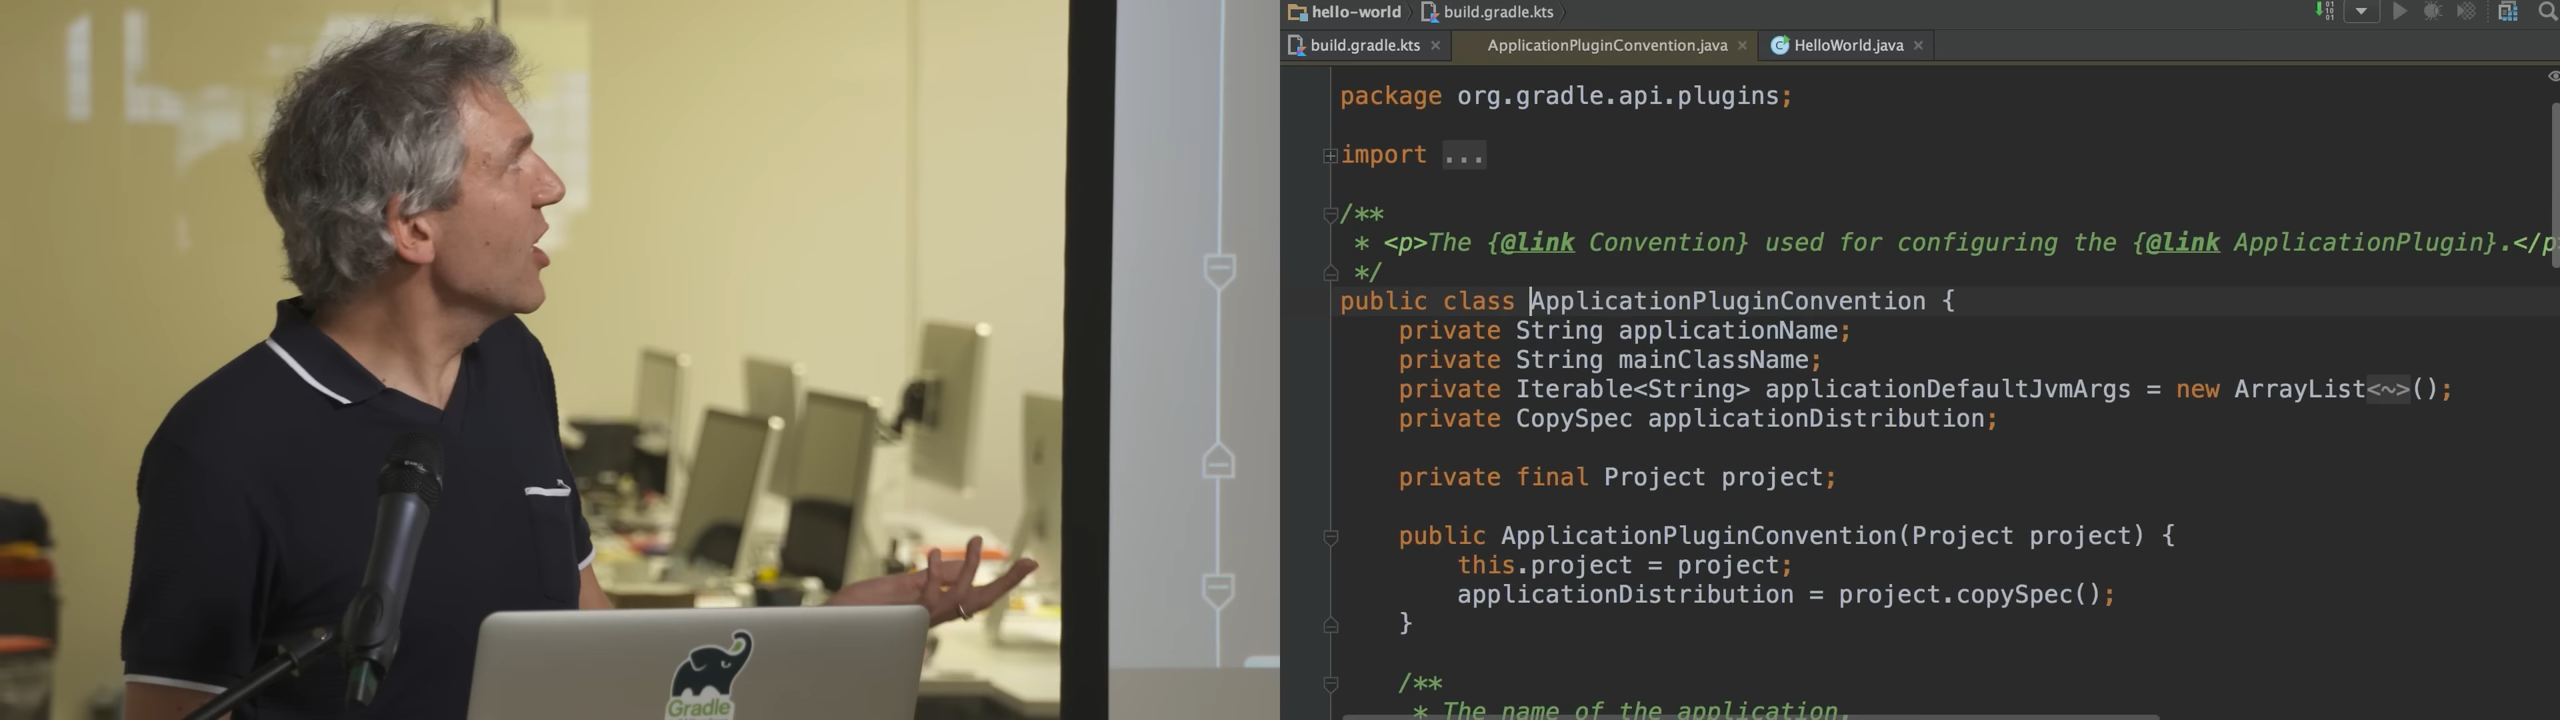 Gradle
hello-world build.gradle.kts
build.gradle.kts ApplicationPluginConvention.java HelloWorld.java
package org.gradle.api.plugins;
import ...
/**
* <p>The {@link Convention} used for configuring the {@link ApplicationPlugin}.</p
*/
public class ApplicationPluginConvention {
private String applicationName;
private String mainClassName;
private Iterable<String> applicationDefaultJvmArgs = new ArrayList<~>();
private CopySpec applicationDistribution;
private final Project project;
public ApplicationPluginConvention(Project project) {
this.project = project;
applicationDistribution = project.copySpec();
}
/**
* The name of the application.